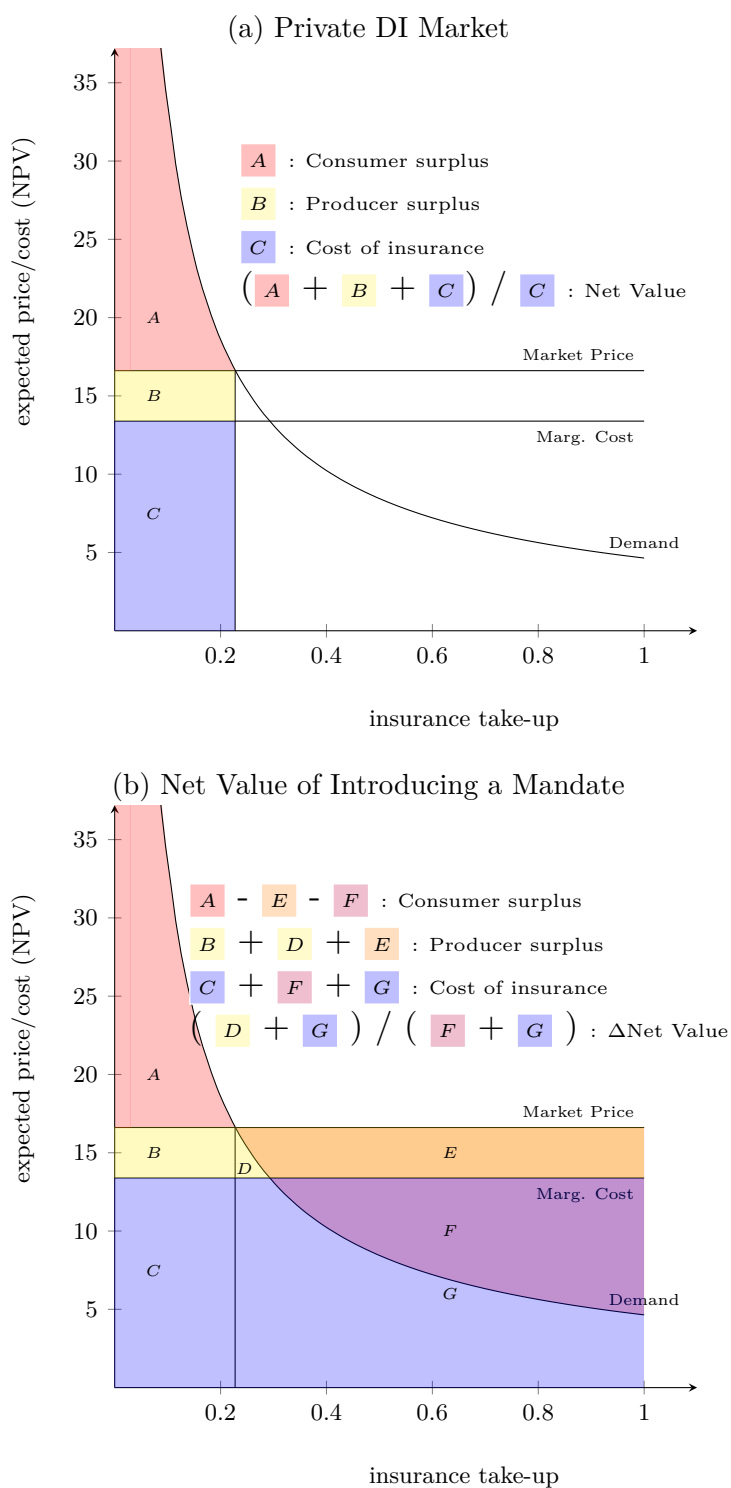 (a) Private DI Market
expected price/cost (NPV)
35
30
25
20
15
10
5
A : Consumer surplus
B : Producer surplus
C : Cost of insurance
(A + B + C) / C : Net Value
A
B
C
Market Price
Marg. Cost
Demand
0.2 0.4 0.6 0.8 1
insurance take-up
(b) Net Value of Introducing a Mandate
expected price/cost (NPV)
35
30
25
20
15
10
5
A - E - F : Consumer surplus
B + D + E : Producer surplus
C + F + G : Cost of insurance
( D + G ) / ( F + G ) : ΔNet Value
A
Market Price
B
D
E
Marg. Cost
F
C
G
Demand
0.2 0.4 0.6 0.8 1
insurance take-up